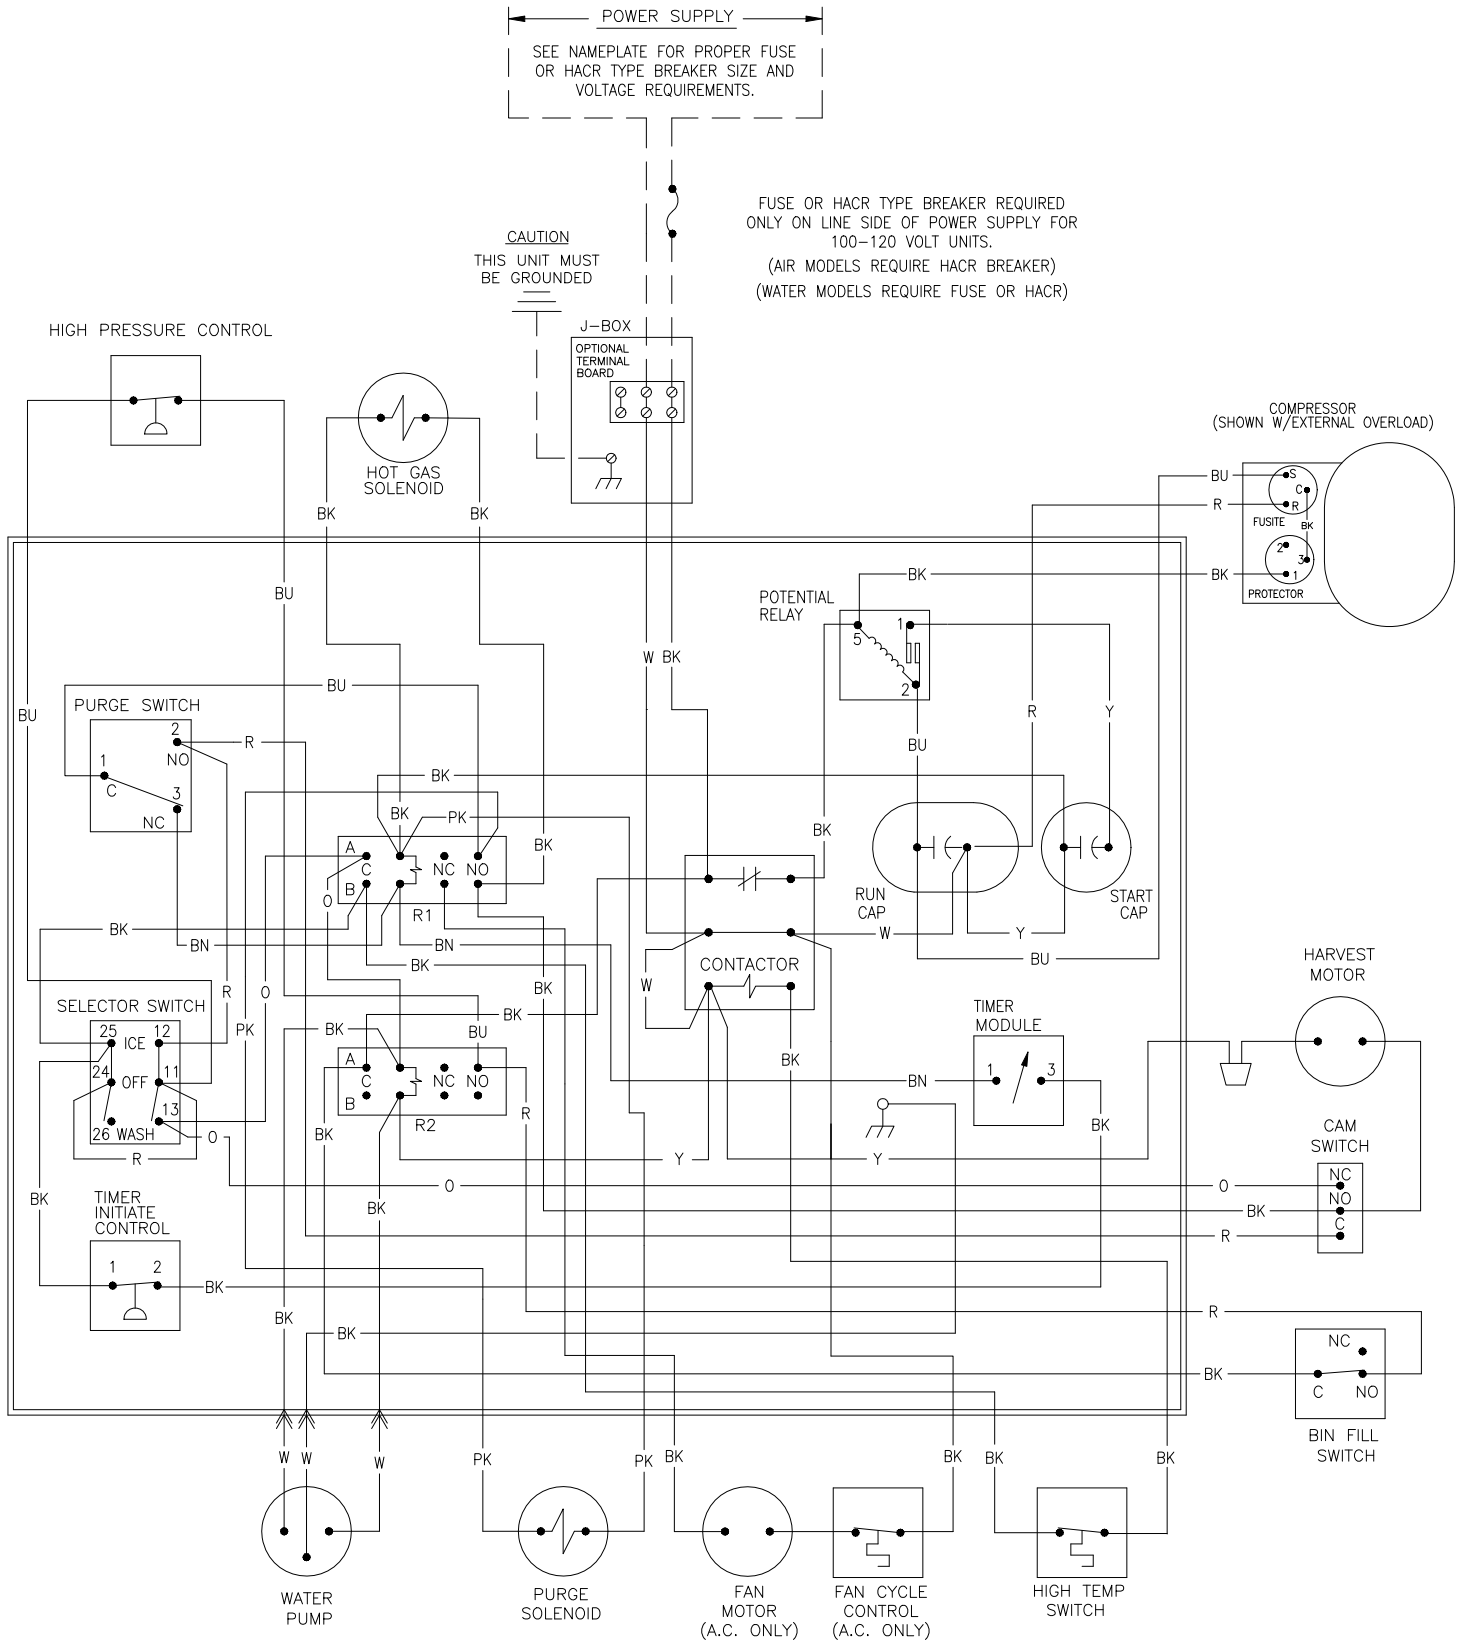 POWER SUPPLY
SEE NAMEPLATE FOR PROPER FUSE
OR HACR TYPE BREAKER SIZE AND
VOLTAGE REQUIREMENTS.
FUSE OR HACR TYPE BREAKER REQUIRED
ONLY ON LINE SIDE OF POWER SUPPLY FOR
100-120 VOLT UNITS.
(AIR MODELS REQUIRE HACR BREAKER)
(WATER MODELS REQUIRE FUSE OR HACR)
CAUTION
THIS UNIT MUST
BE GROUNDED
J-BOX
OPTIONAL
TERMINAL
BOARD
HIGH PRESSURE CONTROL
HOT GAS
SOLENOID
COMPRESSOR
(SHOWN W/EXTERNAL OVERLOAD)
BU
S
C
R
R
FUSITE
BK
BK
BK
2
3
BK
BK
1
PROTECTOR
BU
POTENTIAL
RELAY
5
1
2
W
BK
BU
PURGE SWITCH
BU
2
R
NO
1
C
3
NC
R
Y
BU
BK
BK
PK
BK
BK
A
C
NC
NO
B
R1
O
RUN
CAP
START
CAP
BK
BN
BN
BK
W
Y
BU
CONTACTOR
HARVEST
MOTOR
R
O
BK
W
SELECTOR SWITCH
PK
BK
BK
BU
TIMER
MODULE
25
ICE
12
24
OFF
11
13
26
WASH
O
R
A
C
NC
NO
B
R2
R
BK
BK
BN
1
3
BK
CAM
SWITCH
Y
Y
NC
NO
C
BK
TIMER
INITIATE
CONTROL
O
O
BK
BK
R
1
2
BK
BK
BK
R
NC
C
NO
BK
BIN FILL
SWITCH
W
W
W
PK
PK
BK
BK
BK
BK
WATER
PUMP
PURGE
SOLENOID
FAN
MOTOR
(A.C. ONLY)
FAN CYCLE
CONTROL
(A.C. ONLY)
HIGH TEMP
SWITCH